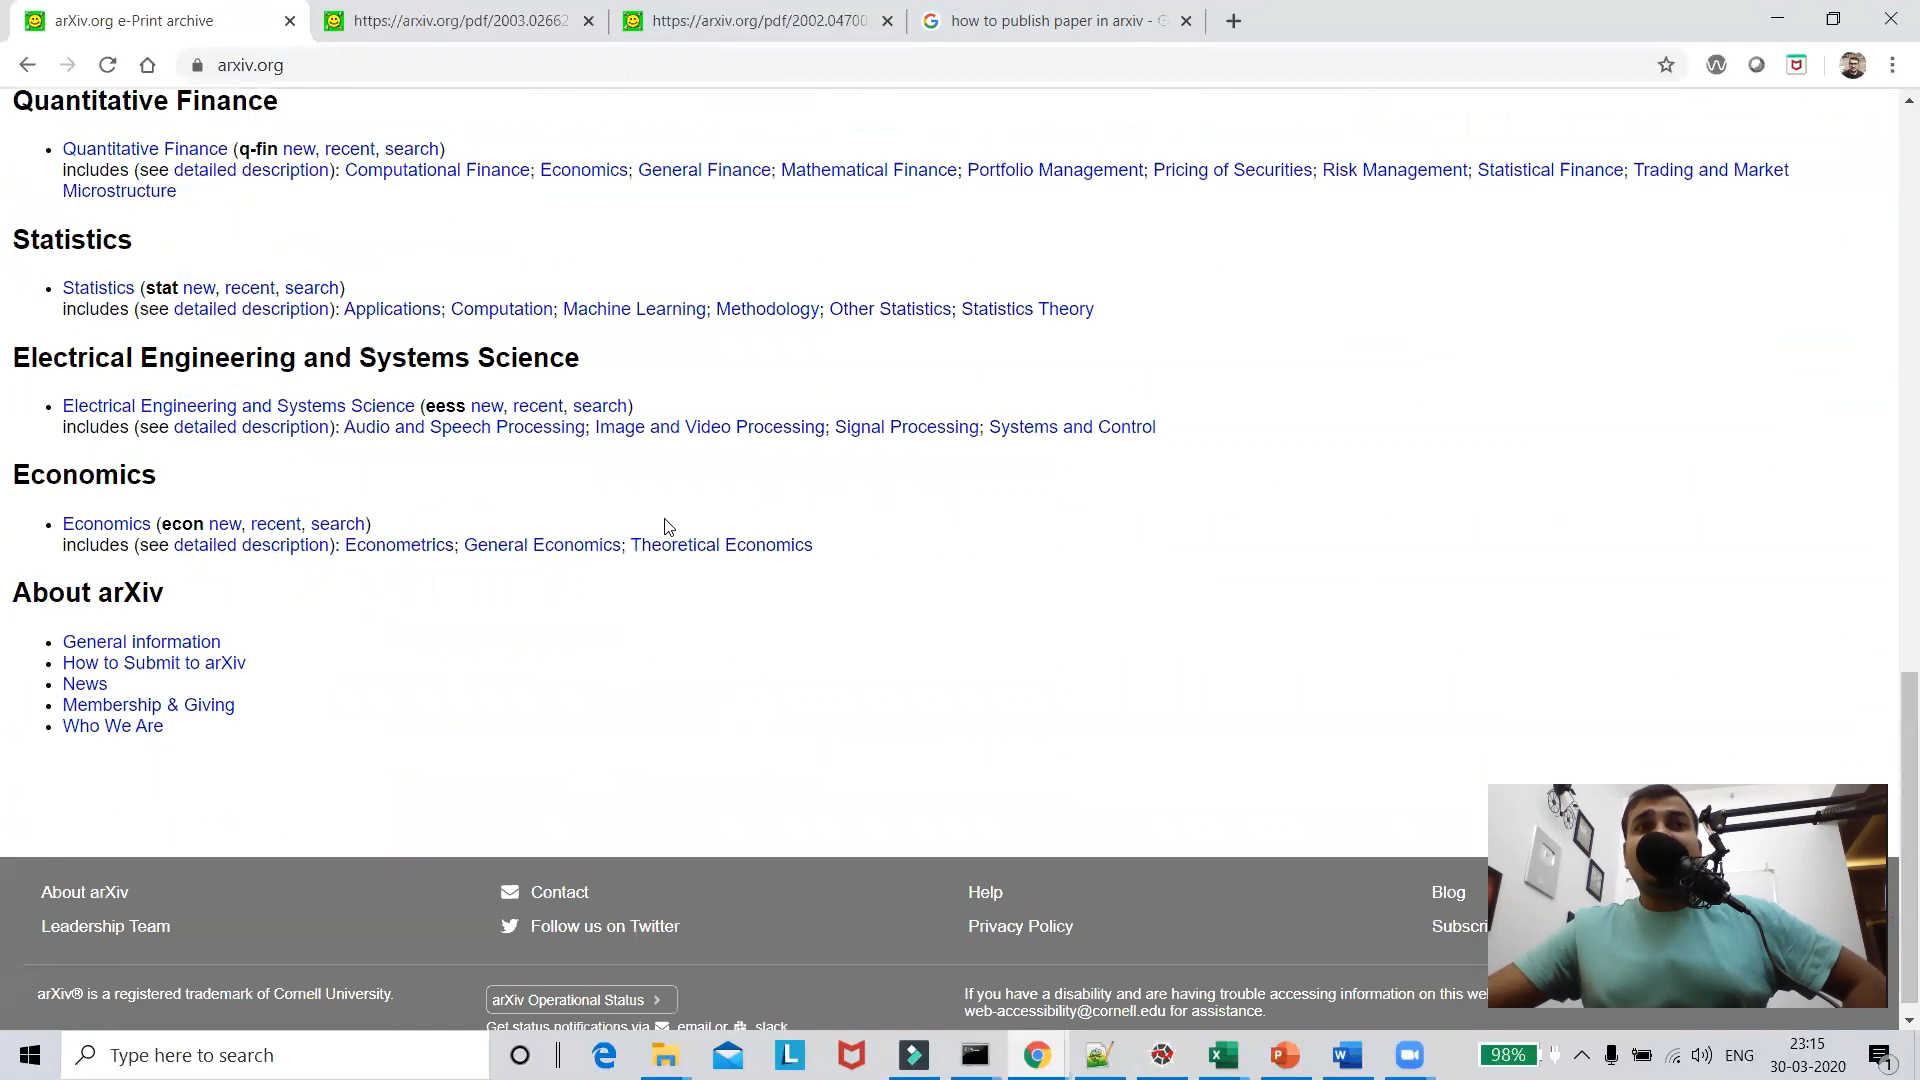 arXiv.org e-Print archive
https://arxiv.org/pdf/2003.02662
https://arxiv.org/pdf/2002.04700
how to publish paper in arxiv - G
arxiv.org
Quantitative Finance
Quantitative Finance (q-fin new, recent, search)
includes (see detailed description): Computational Finance; Economics; General Finance; Mathematical Finance; Portfolio Management; Pricing of Securities; Risk Management; Statistical Finance; Trading and Market
Microstructure
Statistics
Statistics (stat new, recent, search)
includes (see detailed description): Applications; Computation; Machine Learning; Methodology; Other Statistics; Statistics Theory
Electrical Engineering and Systems Science
Electrical Engineering and Systems Science (eess new, recent, search)
includes (see detailed description): Audio and Speech Processing; Image and Video Processing; Signal Processing; Systems and Control
Economics
Economics (econ new, recent, search)
includes (see detailed description): Econometrics; General Economics; Theoretical Economics
About arXiv
General information
How to Submit to arXiv
News
Membership & Giving
Who We Are
About arXiv
Contact
Help
Blog
Leadership Team
Follow us on Twitter
Privacy Policy
Subscri
arXiv® is a registered trademark of Cornell University.
arXiv Operational Status >
Get status notifications via email or slack
If you have a disability and are having trouble accessing information on this we
web-accessibility@cornell.edu for assistance.
Type here to search
98%
ENG
23:15
30-03-2020
1